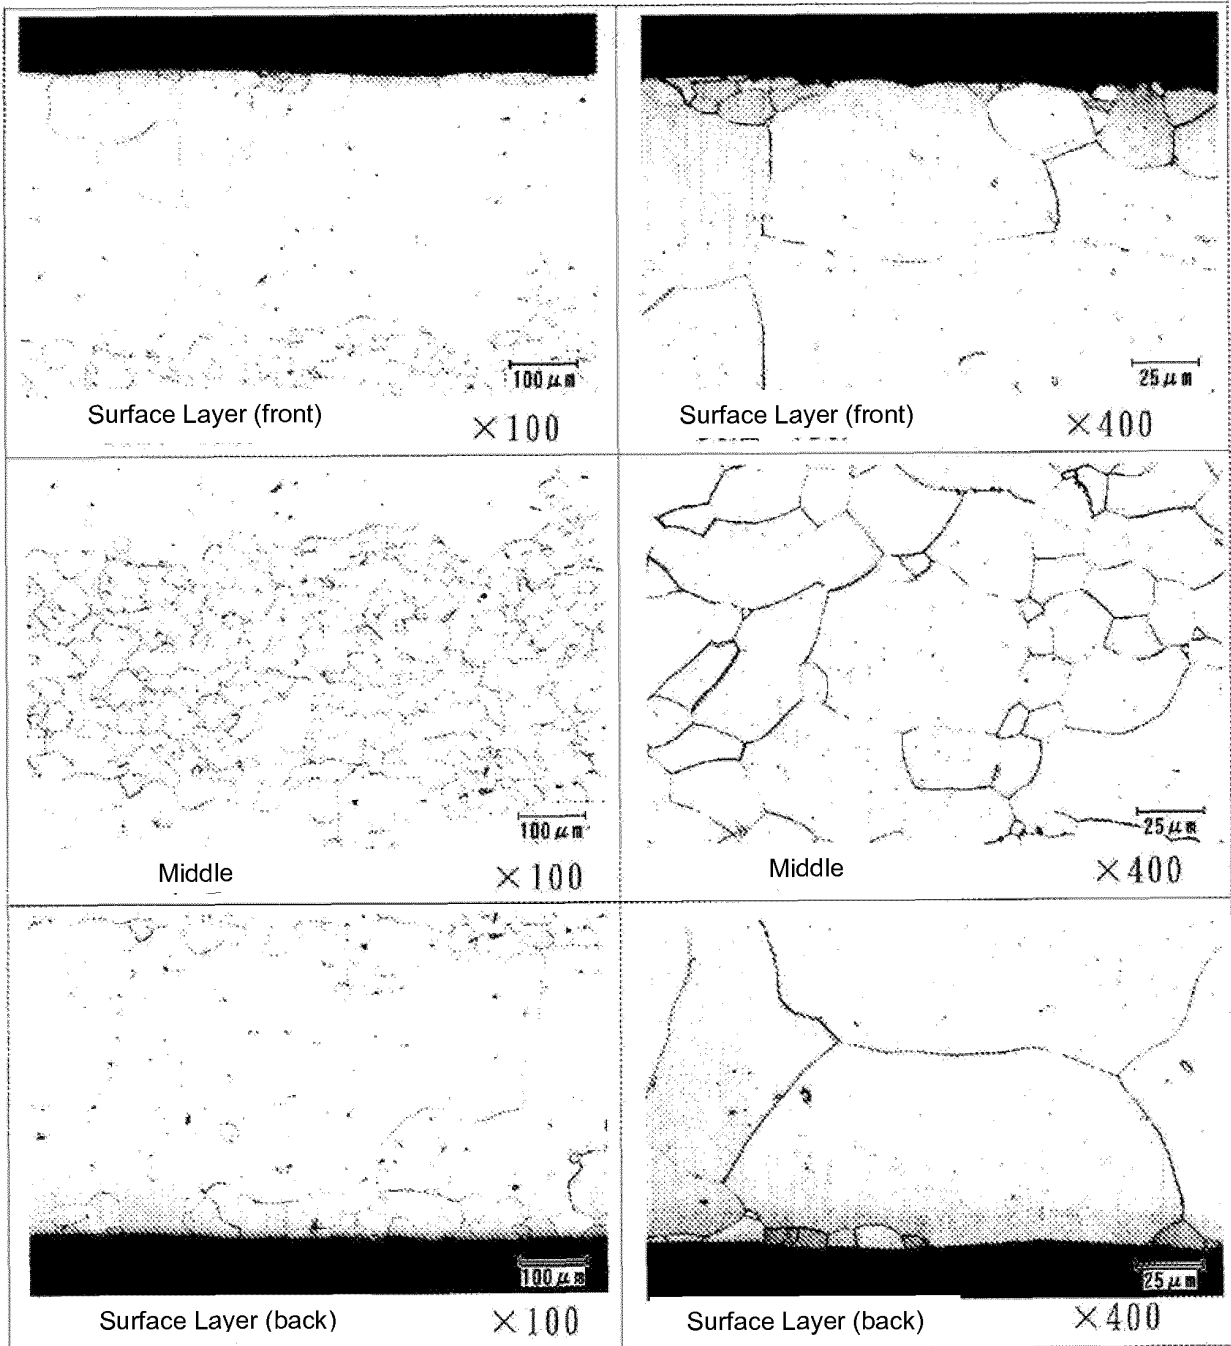 100μm
Surface Layer (front)
×100
25μm
Surface Layer (front)
×400
100μm
Middle
×100
25μm
Middle
×400
100μm
Surface Layer (back)
×100
25μm
Surface Layer (back)
×400